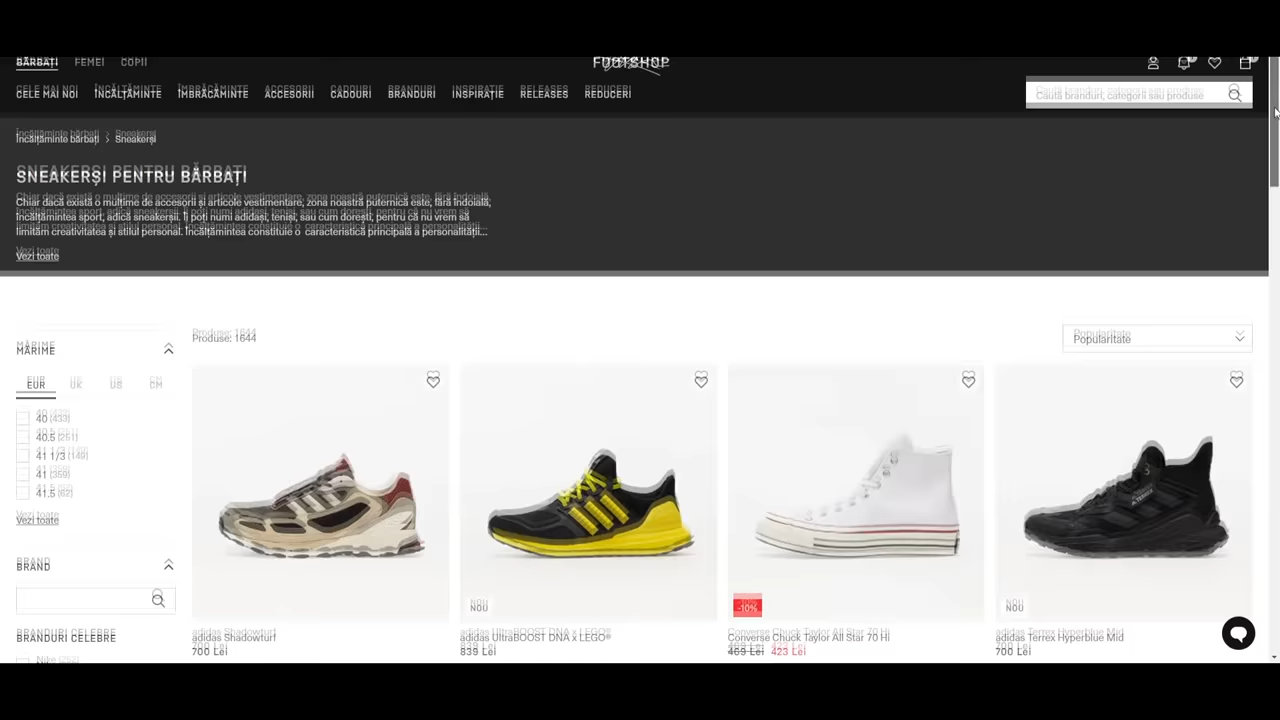 BĂRBAȚI FEMEI COPII
FOOTSHOP
CELE MAI NOI ÎNCĂLȚĂMINTE ÎMBRĂCĂMINTE ACCESORII CADOURI BRANDURI INSPIRAȚIE RELEASES REDUCERI
Caută branduri, categorii sau produse
Încălțăminte bărbați > Sneakerși
SNEAKERȘI PENTRU BĂRBAȚI
Chiar dacă există o mulțime de accesorii și articole vestimentare, zona noastră puternică este, fără îndoială,
încălțămintea sport, adică sneakerșii. Îi poți numi adidași, teniși, sau cum dorești, pentru că nu vrem să
limităm creativitatea și stilul personal. Încălțămintea constituie o caracteristică principală a personalității...
Vezi toate
Produse: 1644
Popularitate
MĂRIME
EUR UK US CM
40 (433)
40.5 (251)
41 1/3 (140)
41 (359)
41.5 (62)
Vezi toate
BRAND
BRANDURI CELEBRE
NOU
-10%
NOU
adidas Shadowturf
700 Lei
adidas UltraBOOST DNA x LEGO®
839 Lei
Converse Chuck Taylor All Star 70 Hi
469 Lei 423 Lei
adidas Terrex Hyperblue Mid
700 Lei